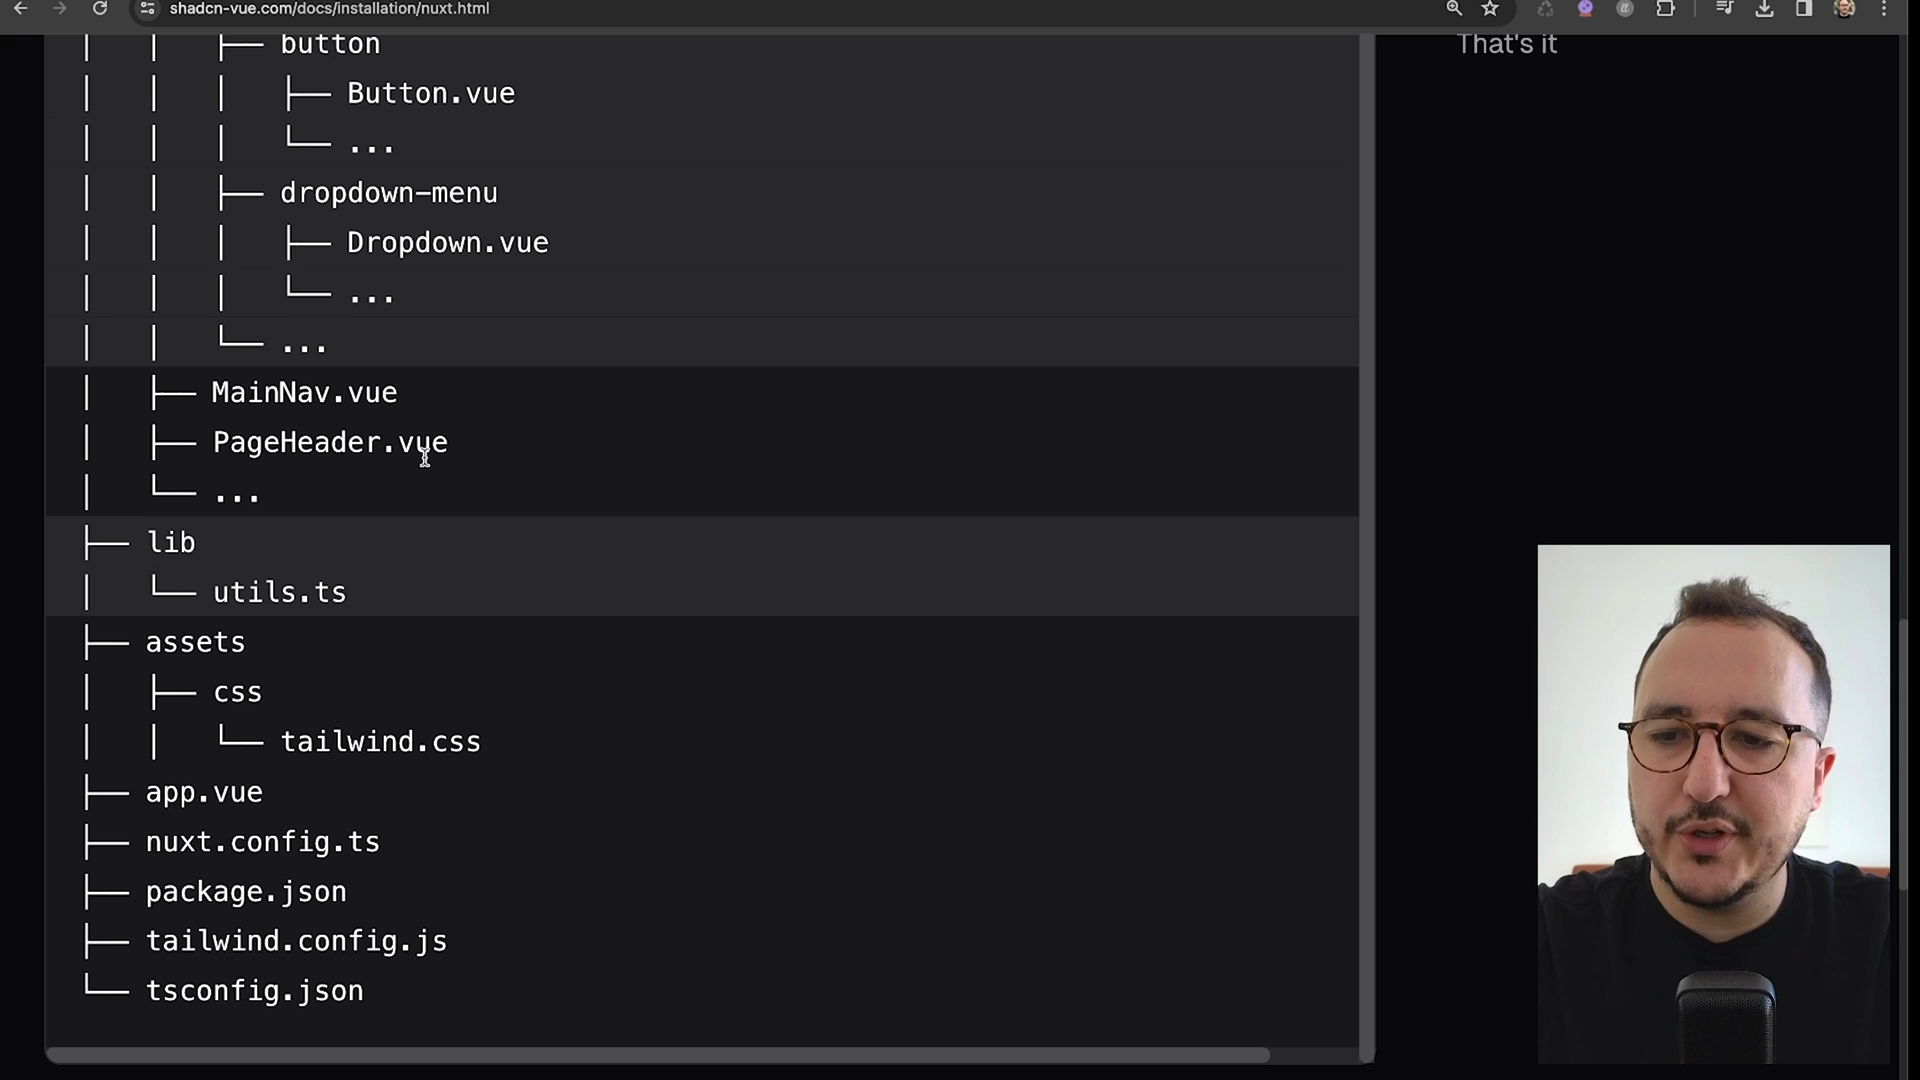 shadcn-vue.com/docs/installation/nuxt.html
│   │   ├── button
│   │   │   ├── Button.vue
│   │   │   └── ...
│   │   ├── dropdown-menu
│   │   │   ├── Dropdown.vue
│   │   │   └── ...
│   │   └── ...
│   ├── MainNav.vue
│   ├── PageHeader.vue
│   └── ...
├── lib
│   └── utils.ts
├── assets
│   ├── css
│   │   └── tailwind.css
├── app.vue
├── nuxt.config.ts
├── package.json
├── tailwind.config.js
└── tsconfig.json
That's it